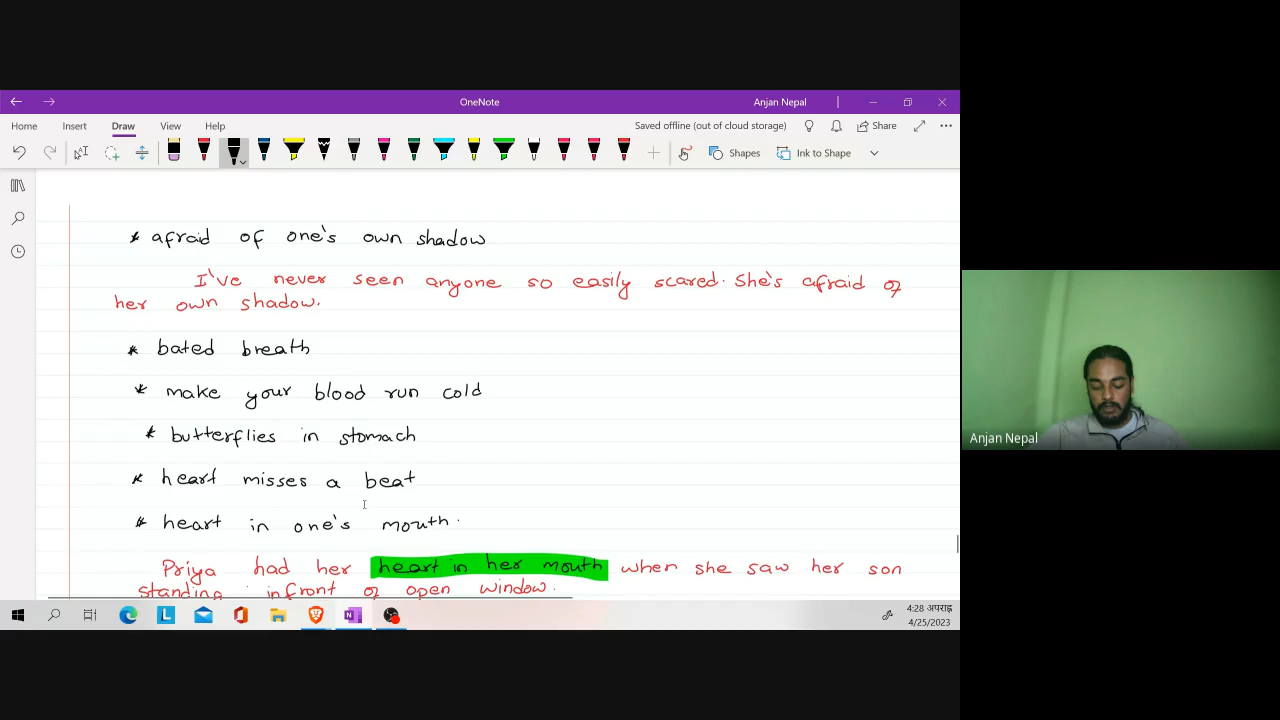 OneNote
Anjan Nepal
Home Insert Draw View Help
Saved offline (out of cloud storage)
Share
Shapes
Ink to Shape
* afraid of one's own shadow
I've never seen anyone so easily scared. She's afraid of
her own shadow.
* bated breath
* make your blood run cold
* butterflies in stomach
* heart misses a beat
* heart in one's mouth.
Priya had her heart in her mouth when she saw her son
standing infront of open window.
Anjan Nepal
4:28 अपराह्न
4/25/2023